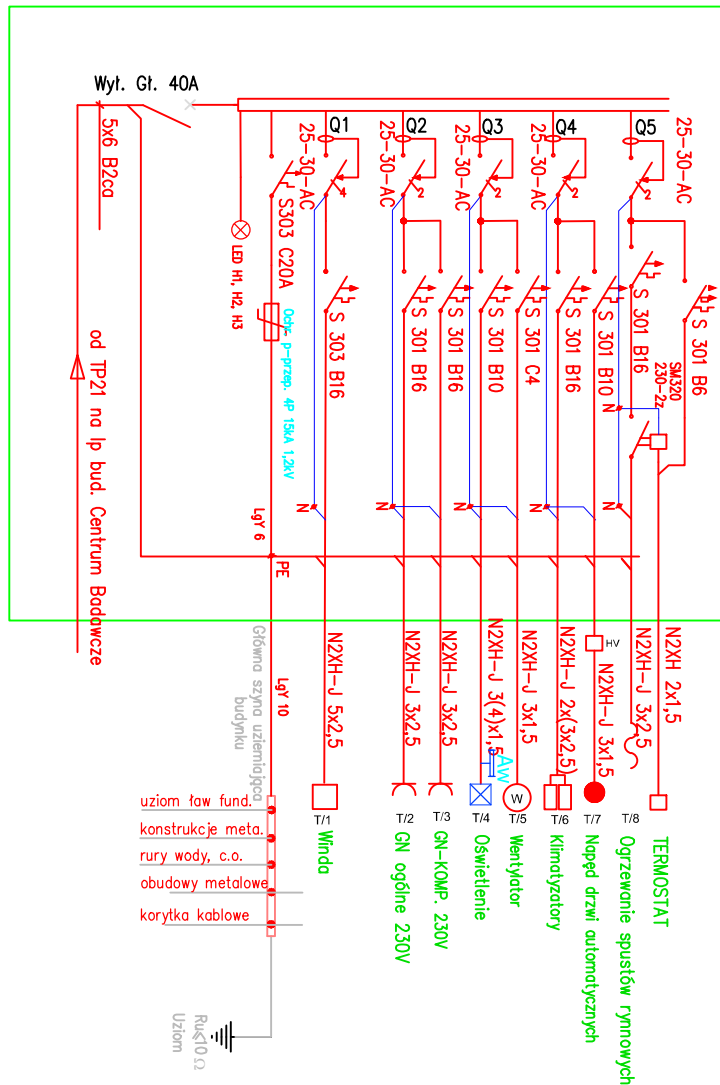 Wył. Gł. 40A
5x6 B2ca
od TP21 na Ip bud. Centrum Badawcze
LED H1, H2, H3
S303 C20A
Ochr. p-przep. 4P 15kA 1,2kV
LgY 6
PE
LgY 10
Główna szyna uziemiająca
budynku
Q1
25-30-AC
4
S 303 B16
N
N2XH-J 5x2,5
T/1
Winda
Q2
25-30-AC
2
S 301 B16
S 301 B16
N
N2XH-J 3x2,5
N2XH-J 3x2,5
T/2
GN ogólne 230V
T/3
GN-KOMP. 230V
Q3
25-30-AC
2
S 301 B10
S 301 C4
N
N2XH-J 3(4)x1,5
N2XH-J 3x1,5
Aw
T/4
Oświetlenie
W
T/5
Wentylator
Q4
25-30-AC
2
S 301 B16
S 301 B10
N
N2XH-J 2x(3x2,5)
HV
N2XH-J 3x1,5
T/6
Klimatyzatory
T/7
Napęd drzwi automatycznych
Q5
25-30-AC
2
S 301 B16
S 301 B6
SM320
230-2z
N
N
N2XH-J 3x2,5
N2XH 2x1,5
T/8
Ogrzewanie spustów rynnowych
TERMOSTAT
uziom ław fund.
konstrukcje meta.
rury wody, c.o.
obudowy metalowe
korytka kablowe
Ru≤10 Ω
Uziom